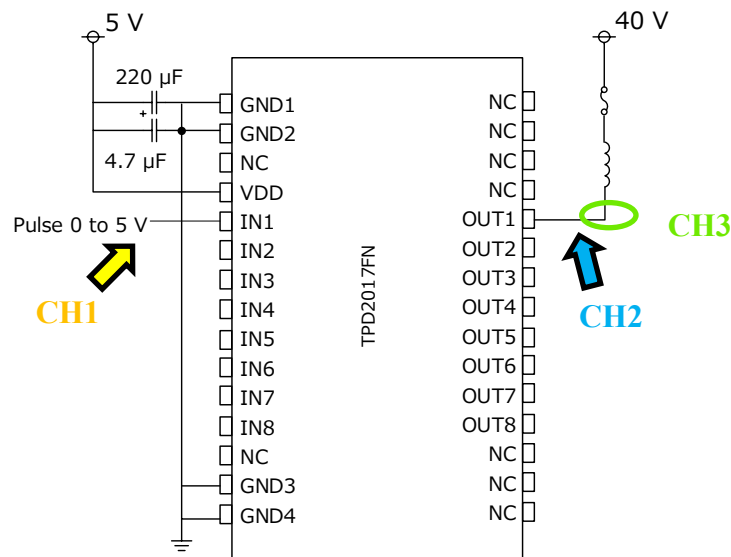 5 V
40 V
220 µF
+
4.7 µF
GND1
GND2
NC
VDD
Pulse 0 to 5 V
IN1
IN2
IN3
IN4
IN5
IN6
IN7
IN8
NC
GND3
GND4
CH1
TPD2017FN
NC
NC
NC
NC
OUT1
OUT2
OUT3
OUT4
OUT5
OUT6
OUT7
OUT8
NC
NC
NC
CH3
CH2